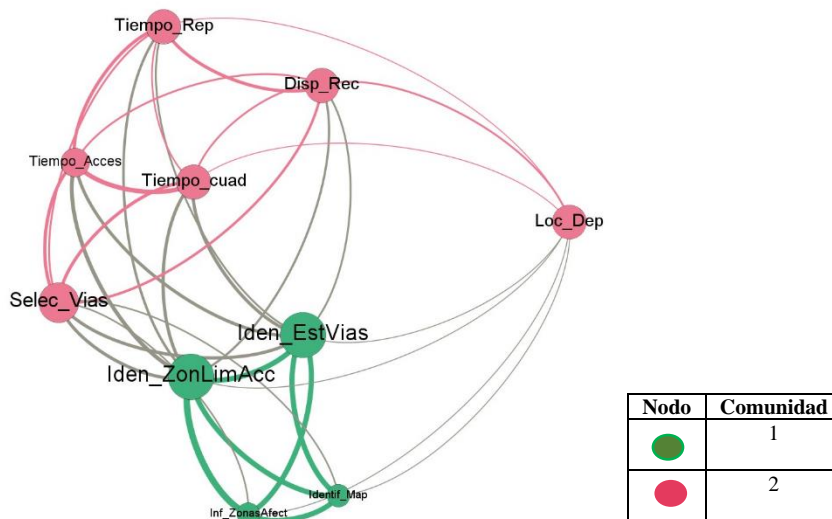 Tiempo_Rep
Disp_Rec
Tiempo_Acces
Tiempo_cuad
Loc_Dep
Selec_Vias
Iden_EstVias
Iden_ZonLimAcc
Identif_Map
Inf_ZonasAfect
Nodo Comunidad
1
2